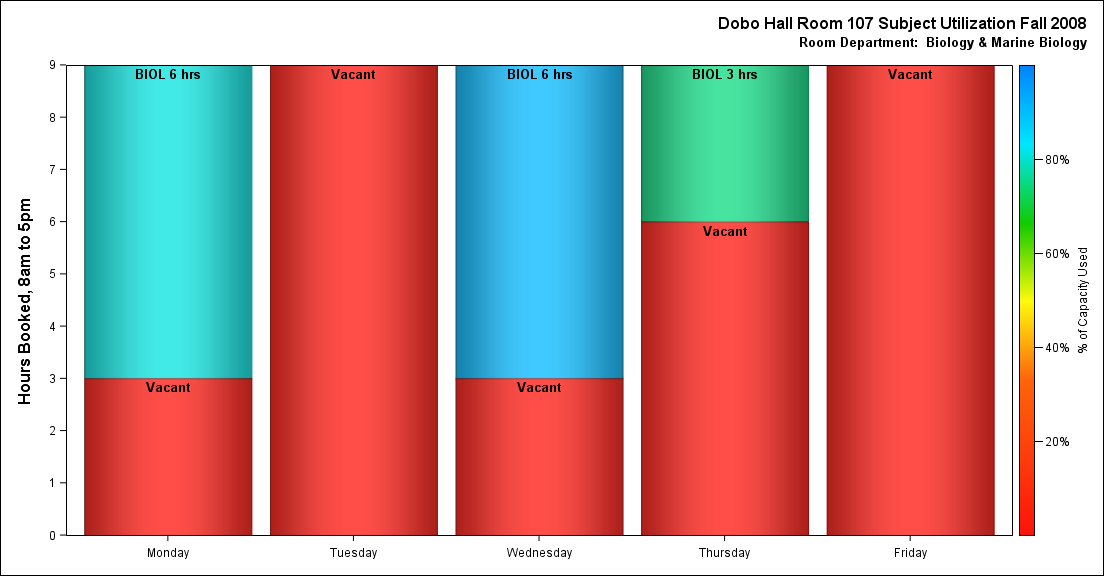 Dobo Hall Room 107 Subject Utilization Fall 2008
Room Department:  Biology & Marine Biology
Hours Booked, 8am to 5pm
9
8
7
6
5
4
3
2
1
0
BIOL 6 hrs
Vacant
Vacant
BIOL 6 hrs
Vacant
BIOL 3 hrs
Vacant
Vacant
Monday
Tuesday
Wednesday
Thursday
Friday
80%
60%
40%
20%
% of Capacity Used